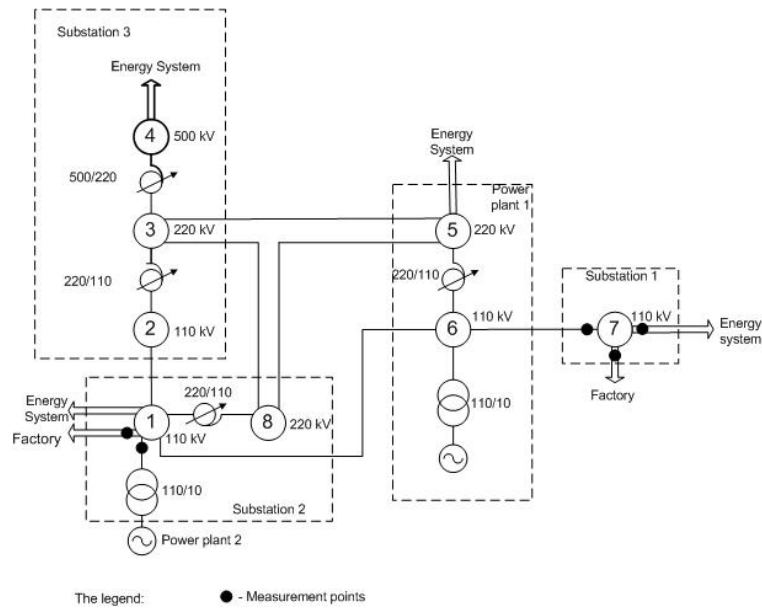 Substation 3
Energy System
4
500 kV
500/220
3
220 kV
220/110
2
110 kV
Energy
System
Power
plant 1
5
220 kV
220/110
6
110 kV
110/10
Substation 1
7
110 kV
Energy
system
Factory
Energy
System
Factory
1
110 kV
220/110
8
220 kV
110/10
Substation 2
Power plant 2
The legend:
- Measurement points